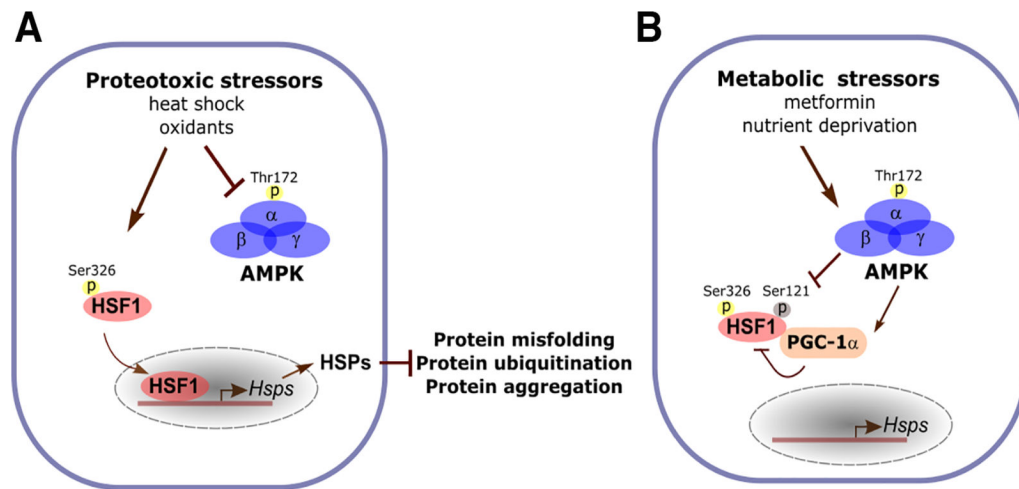 A
Proteotoxic stressors
heat shock
oxidants
Thr172
p
α
β
γ
AMPK
Ser326
p
HSF1
HSF1
Hsps
HSPs
Protein misfolding
Protein ubiquitination
Protein aggregation
B
Metabolic stressors
metformin
nutrient deprivation
Thr172
p
α
β
γ
AMPK
Ser326
Ser121
p
p
HSF1
PGC-1α
Hsps